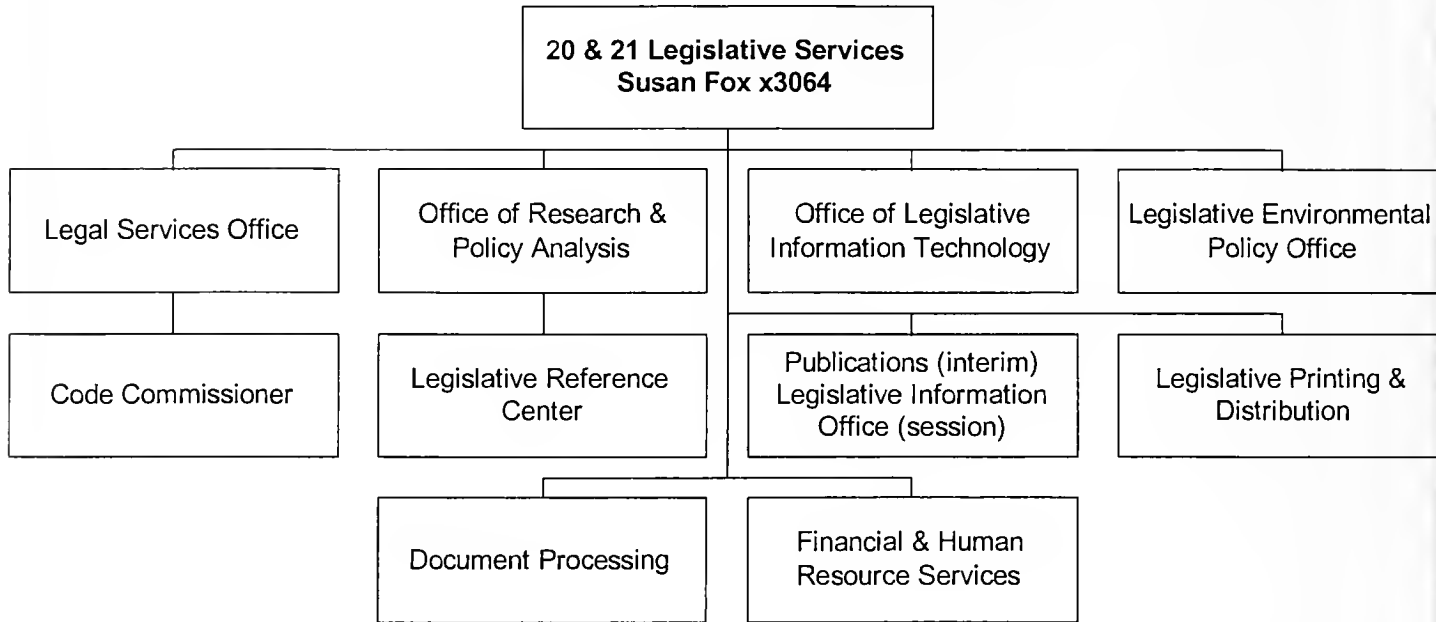 20 & 21 Legislative Services
Susan Fox x3064
Legal Services Office
Office of Research &
Policy Analysis
Office of Legislative
Information Technology
Legislative Environmental
Policy Office
Code Commissioner
Legislative Reference
Center
Publications (interim)
Legislative Information
Office (session)
Legislative Printing &
Distribution
Document Processing
Financial & Human
Resource Services